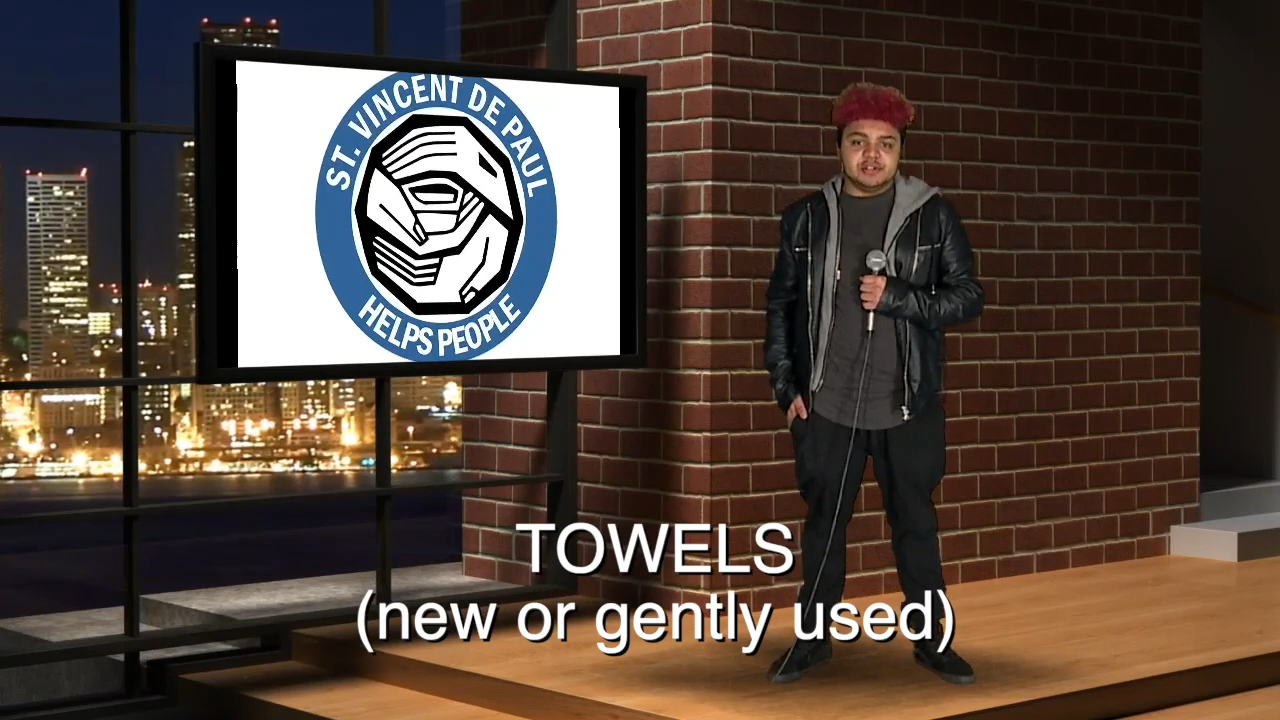 ST. VINCENT DE PAUL
HELPS PEOPLE
TOWELS
(new or gently used)